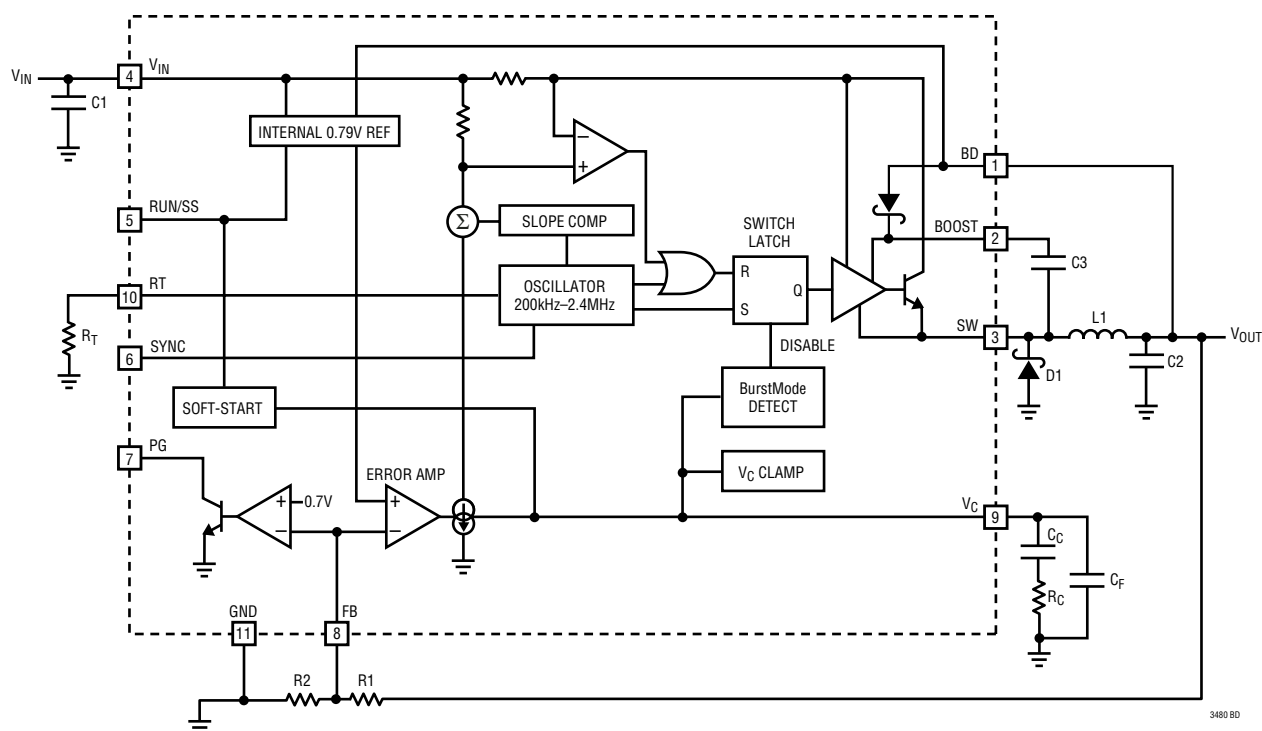 VIN
C1
4
VIN
INTERNAL 0.79V REF
5
RUN/SS
−
+
Σ
SLOPE COMP
OSCILLATOR
200kHz–2.4MHz
10
RT
RT
6
SYNC
SOFT-START
7
PG
+
−
0.7V
ERROR AMP
+
−
SWITCH
LATCH
R
S
Q
DISABLE
BurstMode
DETECT
VC CLAMP
BD
1
BOOST
2
C3
SW
3
L1
D1
C2
VOUT
VC
9
CC
RC
CF
GND
11
FB
8
R2
R1
3480 BD